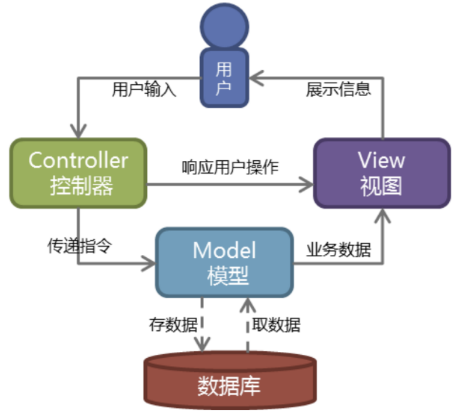 用
户
用户输入
展示信息
Controller
控制器
响应用户操作
View
视图
传递指令
Model
模型
业务数据
存数据
取数据
数据库